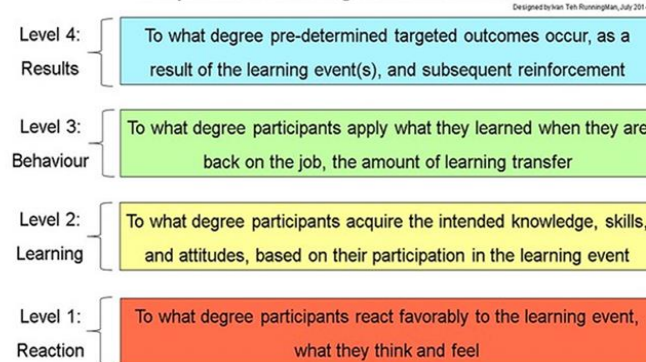 Designed by Ivan Teh RunningMan, July 201
Level 4:
Results
To what degree pre-determined targeted outcomes occur, as a
result of the learning event(s), and subsequent reinforcement
Level 3:
Behaviour
To what degree participants apply what they learned when they are
back on the job, the amount of learning transfer
Level 2:
Learning
To what degree participants acquire the intended knowledge, skills,
and attitudes, based on their participation in the learning event
Level 1:
Reaction
To what degree participants react favorably to the learning event,
what they think and feel